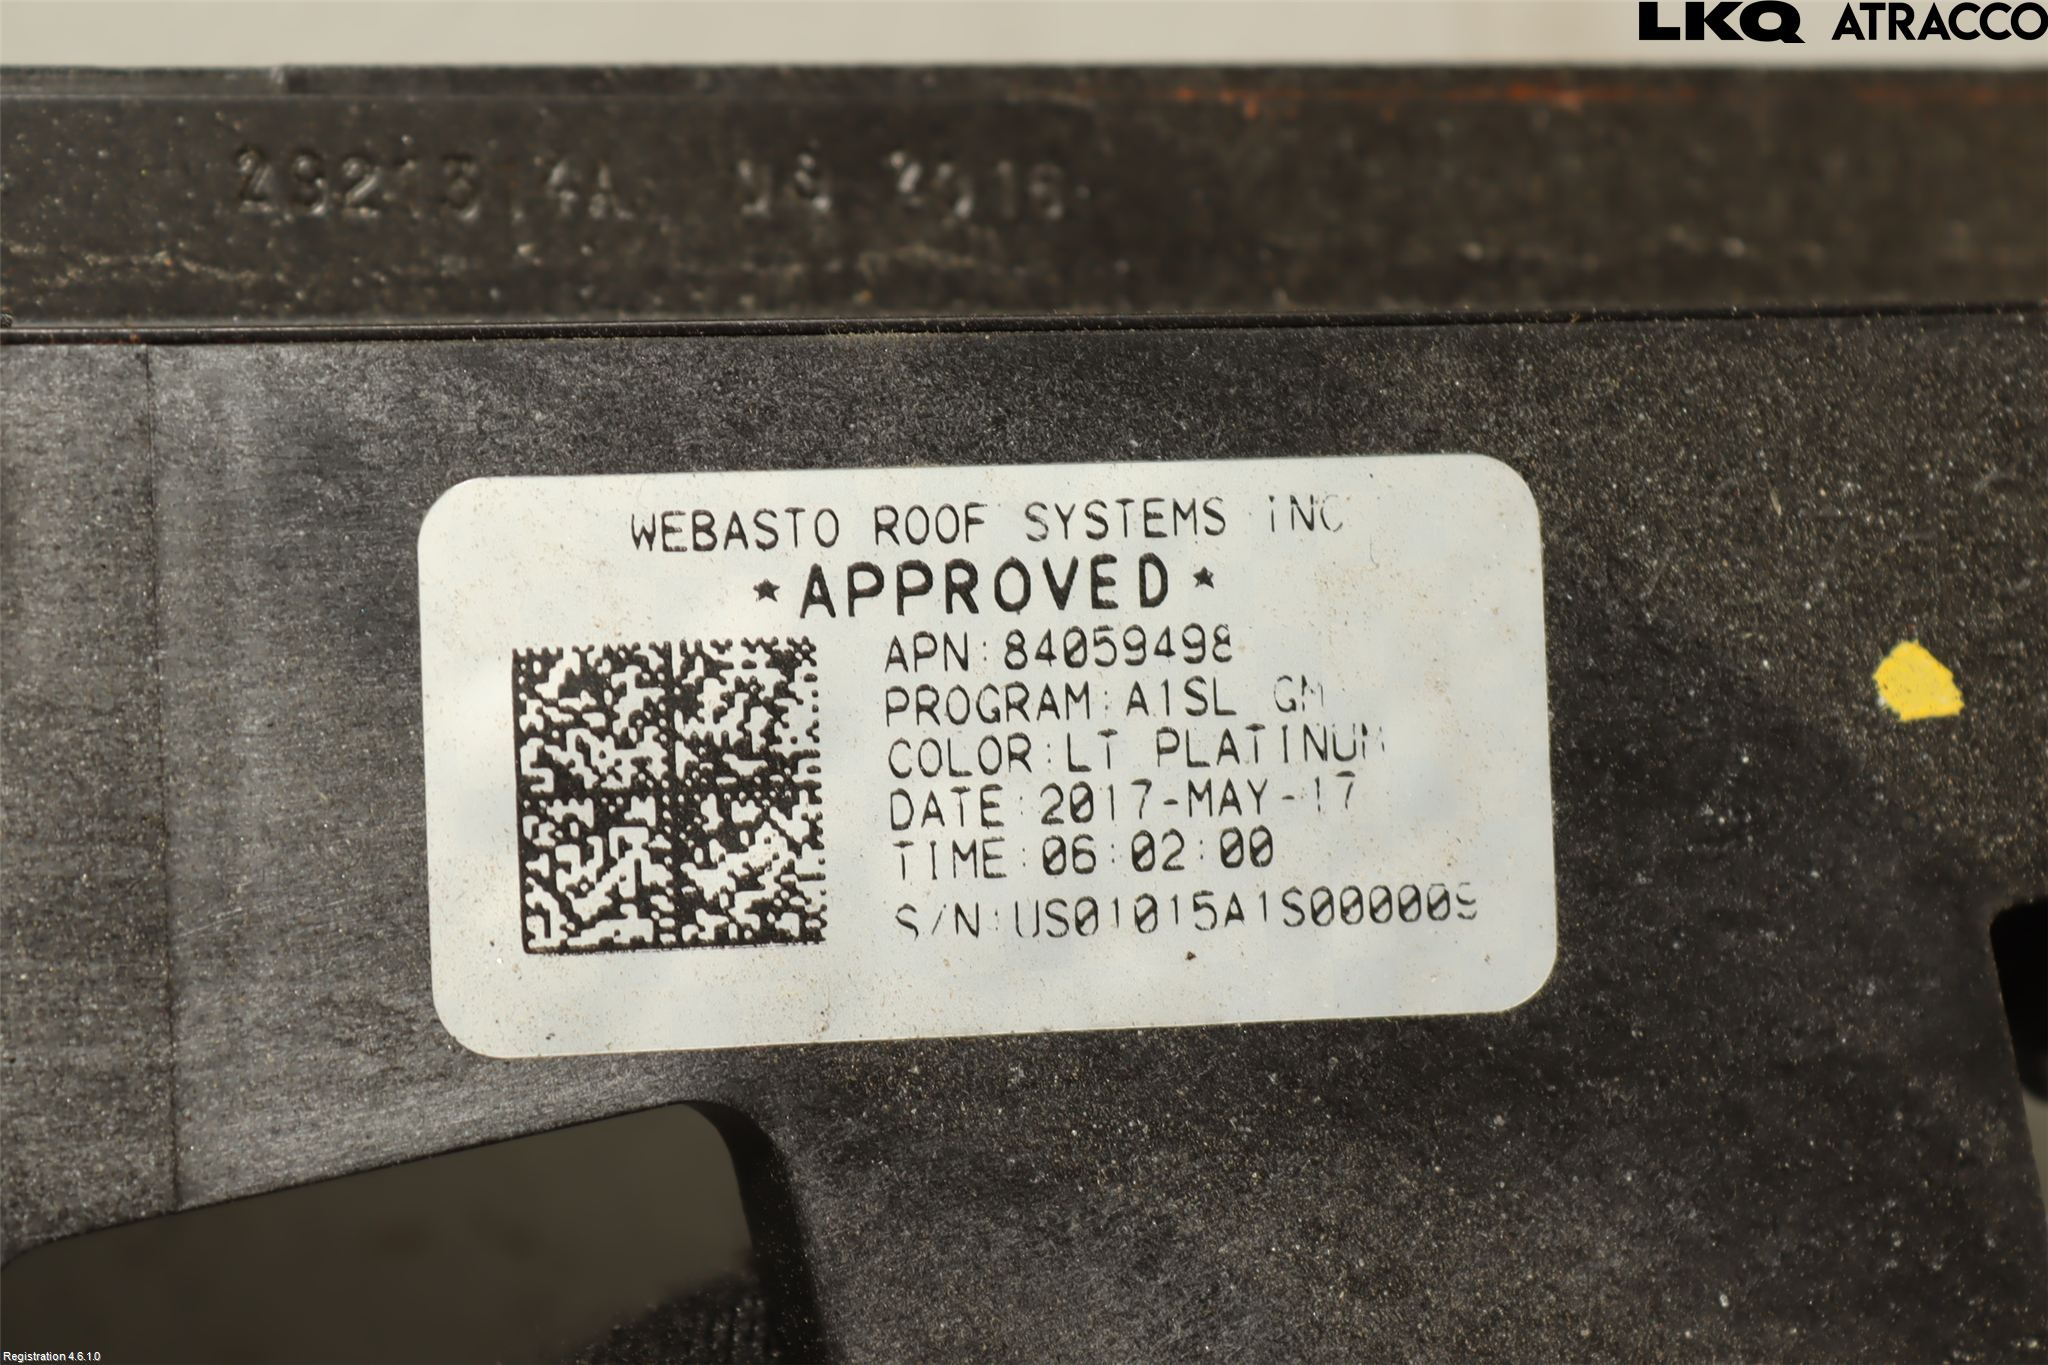 LKQ ATRACCO
WEBASTO ROOF SYSTEMS INC
*APPROVED*
APN:84059498
PROGRAM:A1SL GM
COLOR:LT PLATINUM
DATE:2017-MAY-17
TIME:06:02:00
S/N:US01015A1S000009
Registration 4.6.1.0